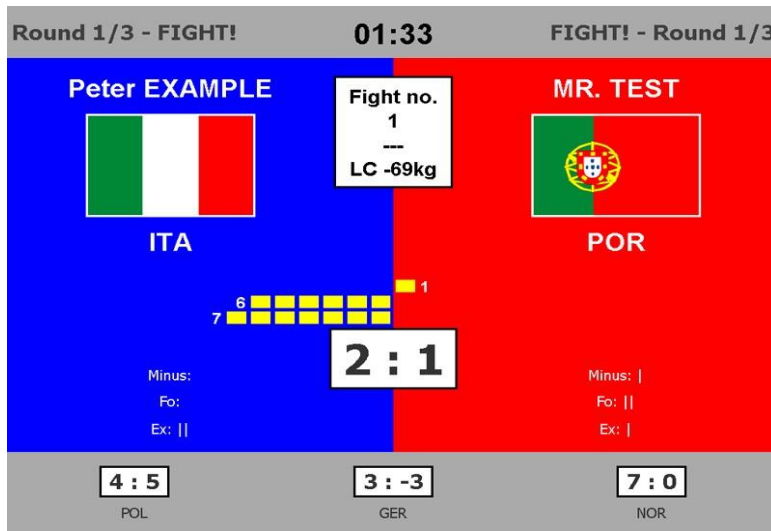 Round 1/3 - FIGHT!
01:33
FIGHT! - Round 1/3
Peter EXAMPLE
Fight no.
1
---
LC -69kg
MR. TEST
ITA
POR
1
6
7
2 : 1
Minus:
Fo:
Ex: ||
Minus: |
Fo: ||
Ex: |
4 : 5
POL
3 : -3
GER
7 : 0
NOR